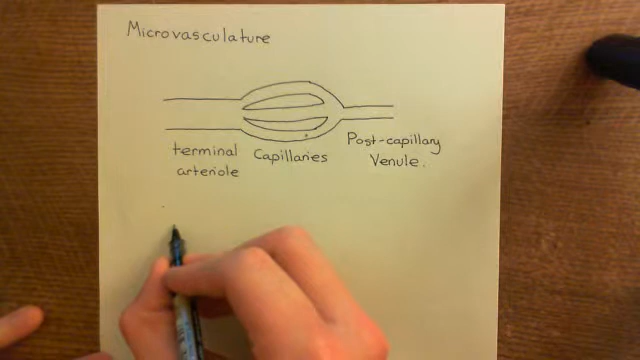 Microvasculature
terminal
arteriole
Capillaries
Post-capillary
Venule.